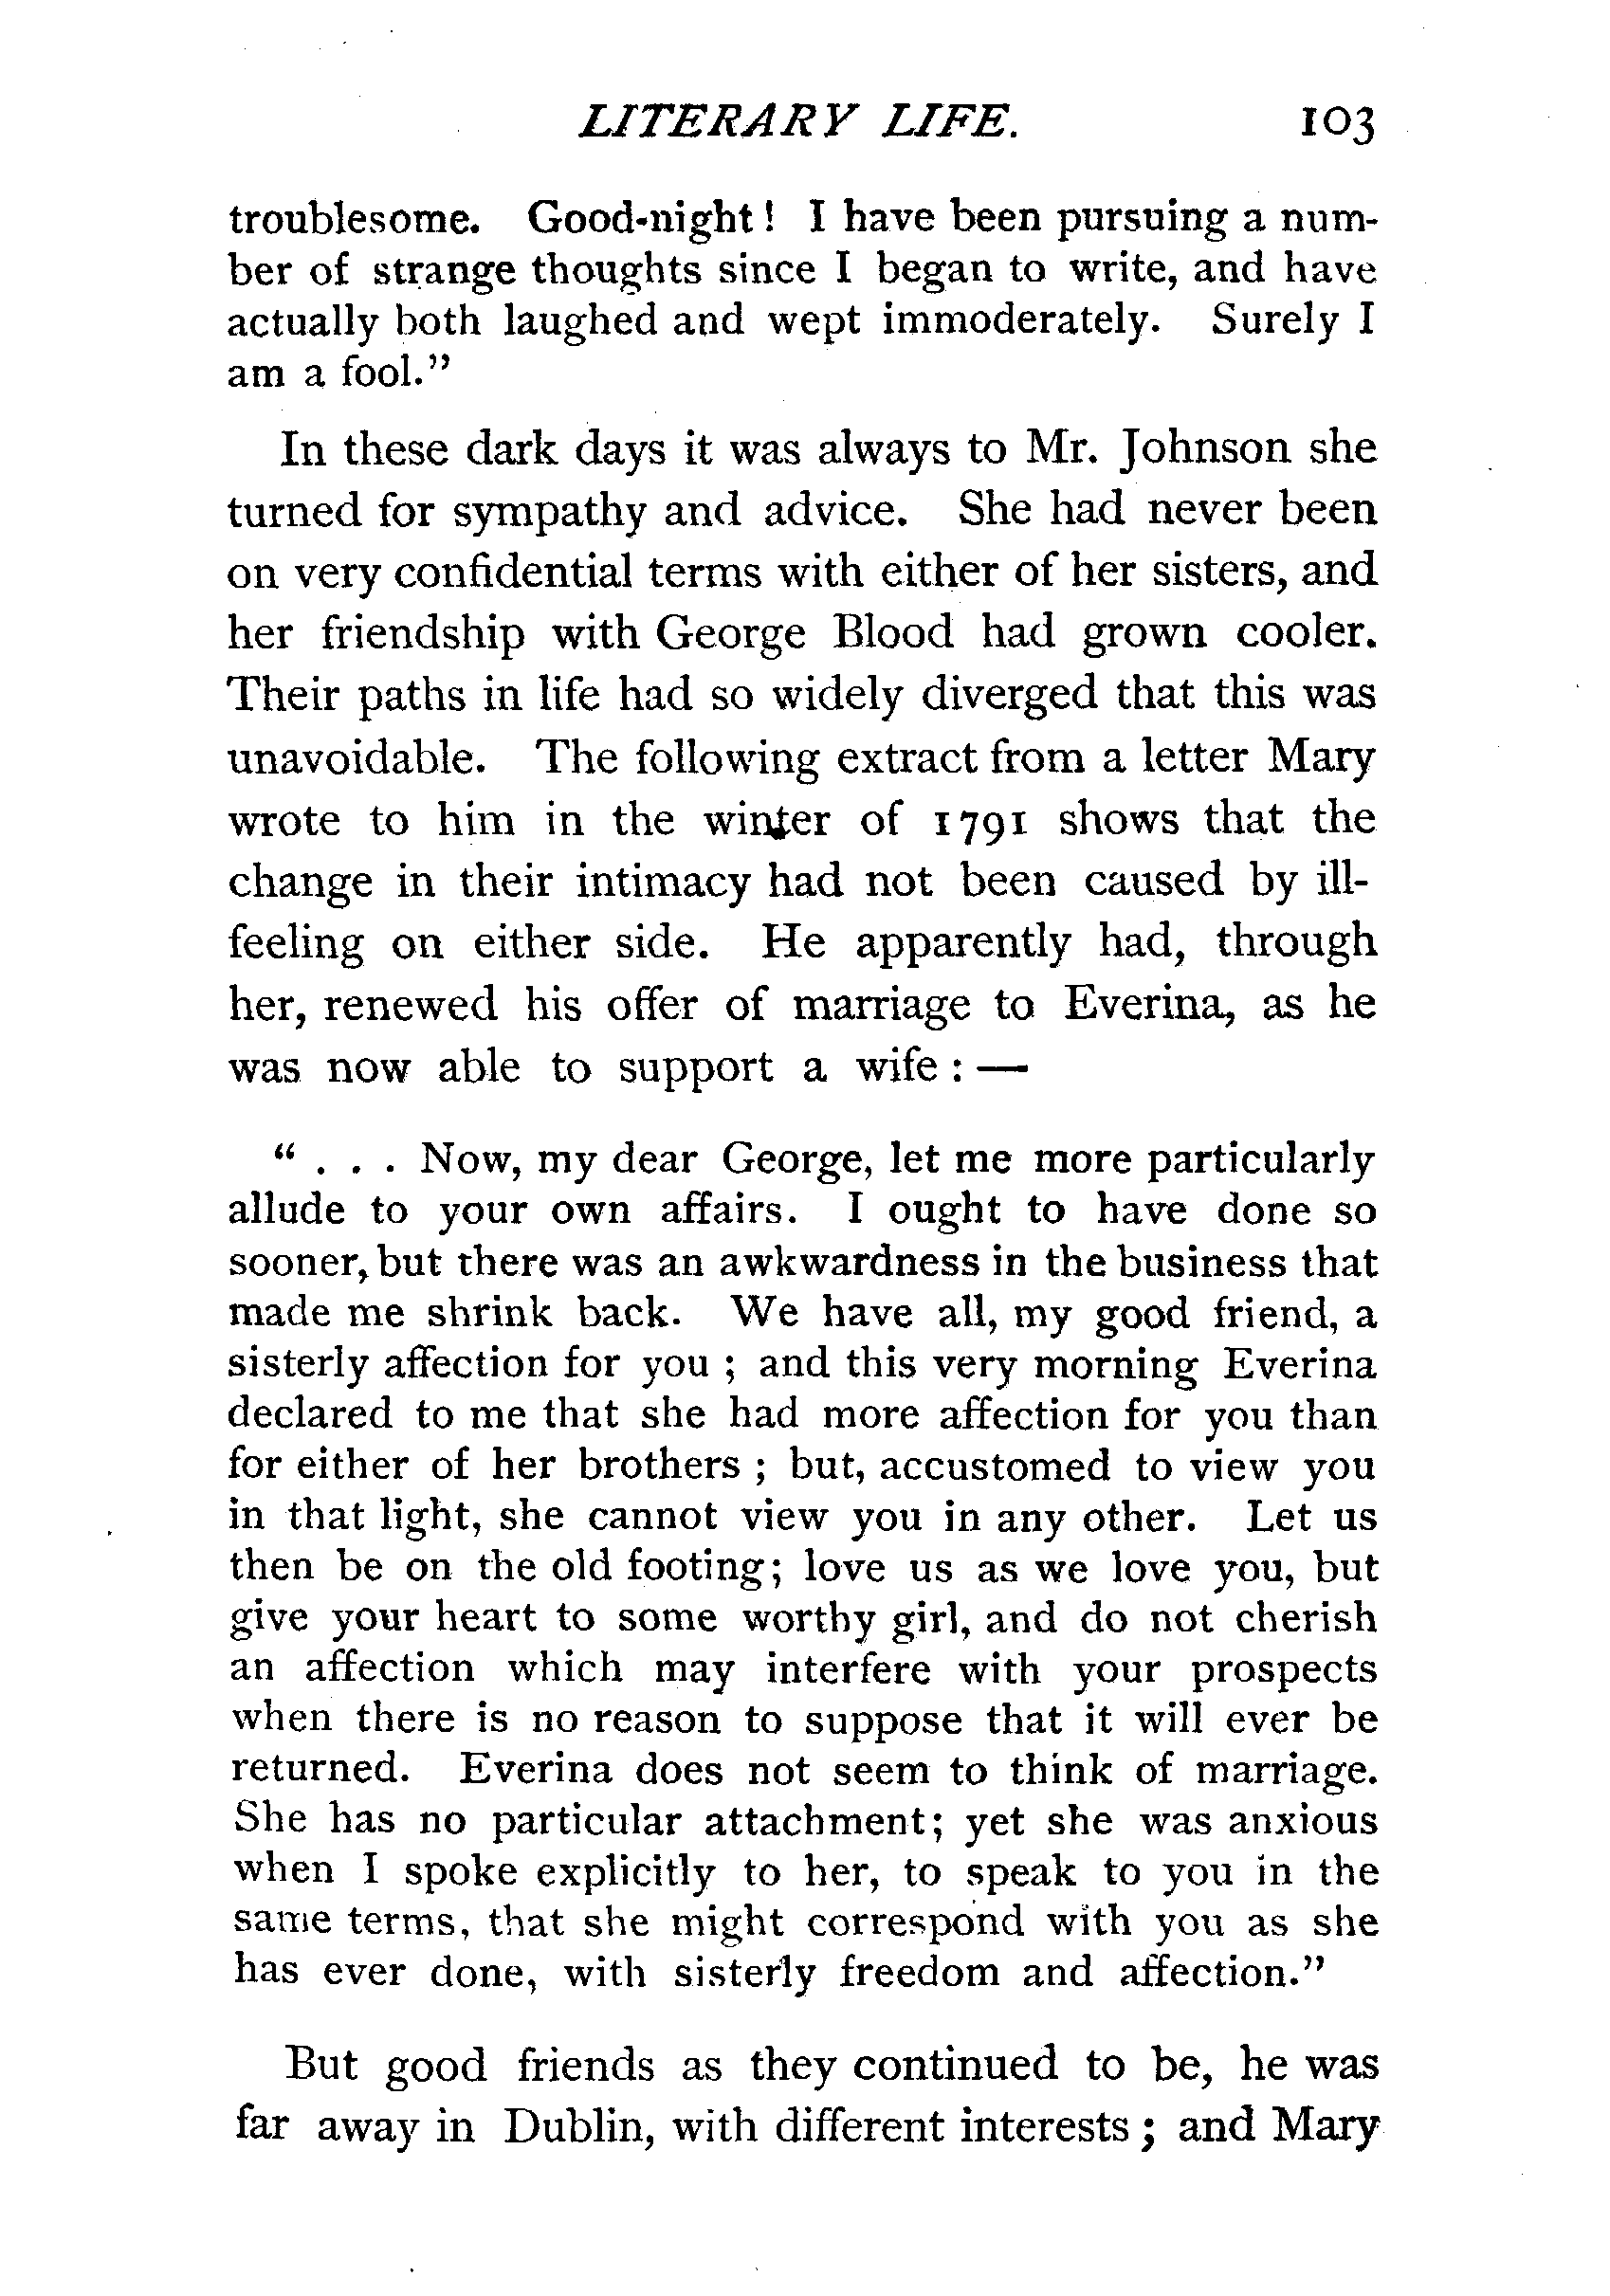 LITERARY LIFE. 103
troublesome. Good-night! I have been pursuing a num-
ber of strange thoughts since I began to write, and have
actually both laughed and wept immoderately. Surely I
am a fool.”
In these dark days it was always to Mr. Johnson she
turned for sympathy and advice. She had never been
on very confidential terms with either of her sisters, and
her friendship with George Blood had grown cooler.
Their paths in life had so widely diverged that this was
unavoidable. The following extract from a letter Mary
wrote to him in the winter of 1791 shows that the
change in their intimacy had not been caused by ill-
feeling on either side. He apparently had, through
her, renewed his offer of marriage to Everina, as he
was now able to support a wife : —
“ . . . Now, my dear George, let me more particularly
allude to your own affairs. I ought to have done so
sooner, but there was an awkwardness in the business that
made me shrink back. We have all, my good friend, a
sisterly affection for you ; and this very morning Everina
declared to me that she had more affection for you than
for either of her brothers ; but, accustomed to view you
in that light, she cannot view you in any other. Let us
then be on the old footing; love us as we love you, but
give your heart to some worthy girl, and do not cherish
an affection which may interfere with your prospects
when there is no reason to suppose that it will ever be
returned. Everina does not seem to think of marriage.
She has no particular attachment; yet she was anxious
when I spoke explicitly to her, to speak to you in the
same terms, that she might correspond with you as she
has ever done, with sisterly freedom and affection.”
But good friends as they continued to be, he was
far away in Dublin, with different interests ; and Mary